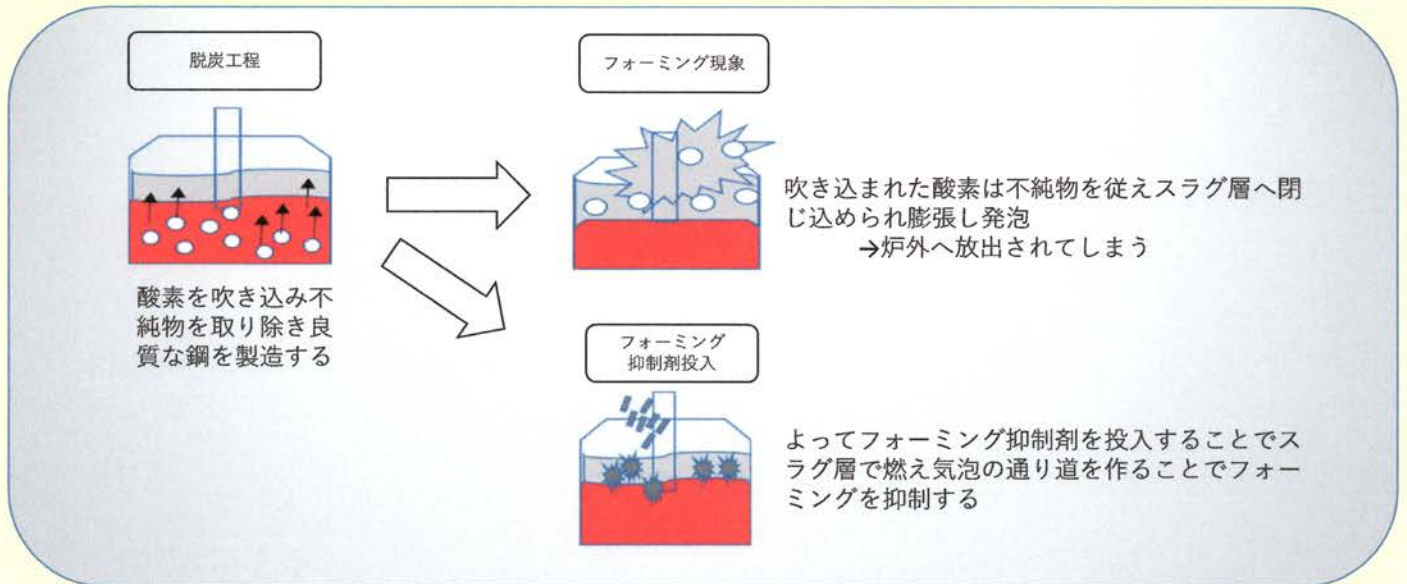 脱炭工程
フォーミング現象
吹き込まれた酸素は不純物を従えスラグ層へ閉
じ込められ膨張し発泡
→炉外へ放出されてしまう
酸素を吹き込み不
純物を取り除き良
質な鋼を製造する
フォーミング
抑制剤投入
よってフォーミング抑制剤を投入することでス
ラグ層で燃え気泡の通り道を作ることでフォー
ミングを抑制する